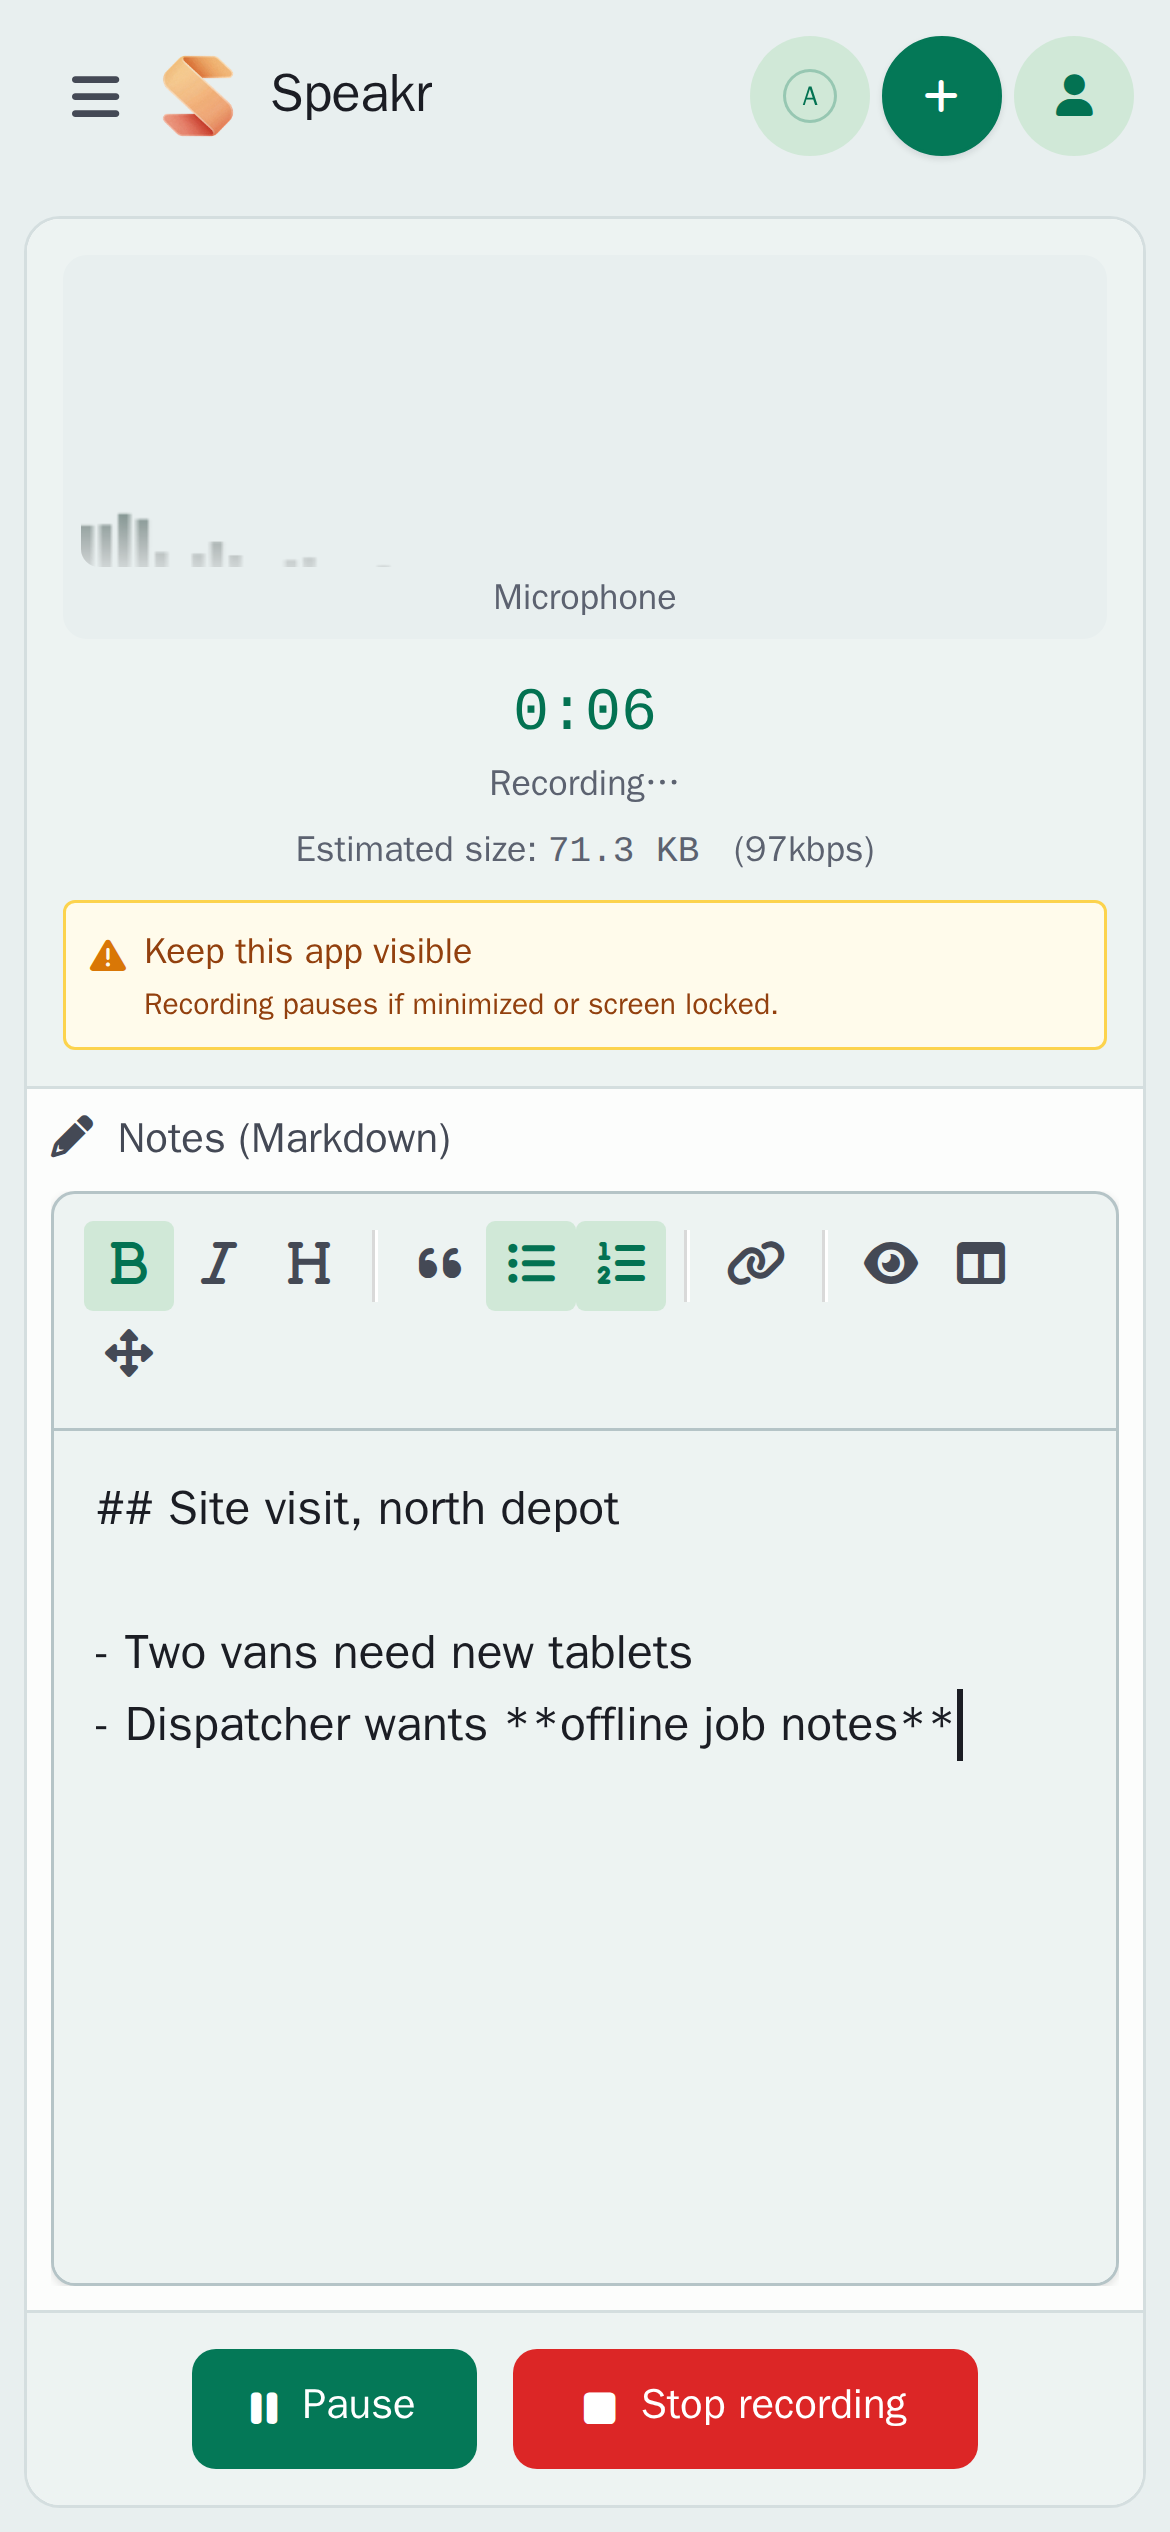 Speakr
A
Microphone
0:06
Recording...
Estimated size: 71.3 KB (97kbps)
Keep this app visible
Recording pauses if minimized or screen locked.
Notes (Markdown)
B I H
## Site visit, north depot
- Two vans need new tablets
- Dispatcher wants **offline job notes**
Pause
Stop recording